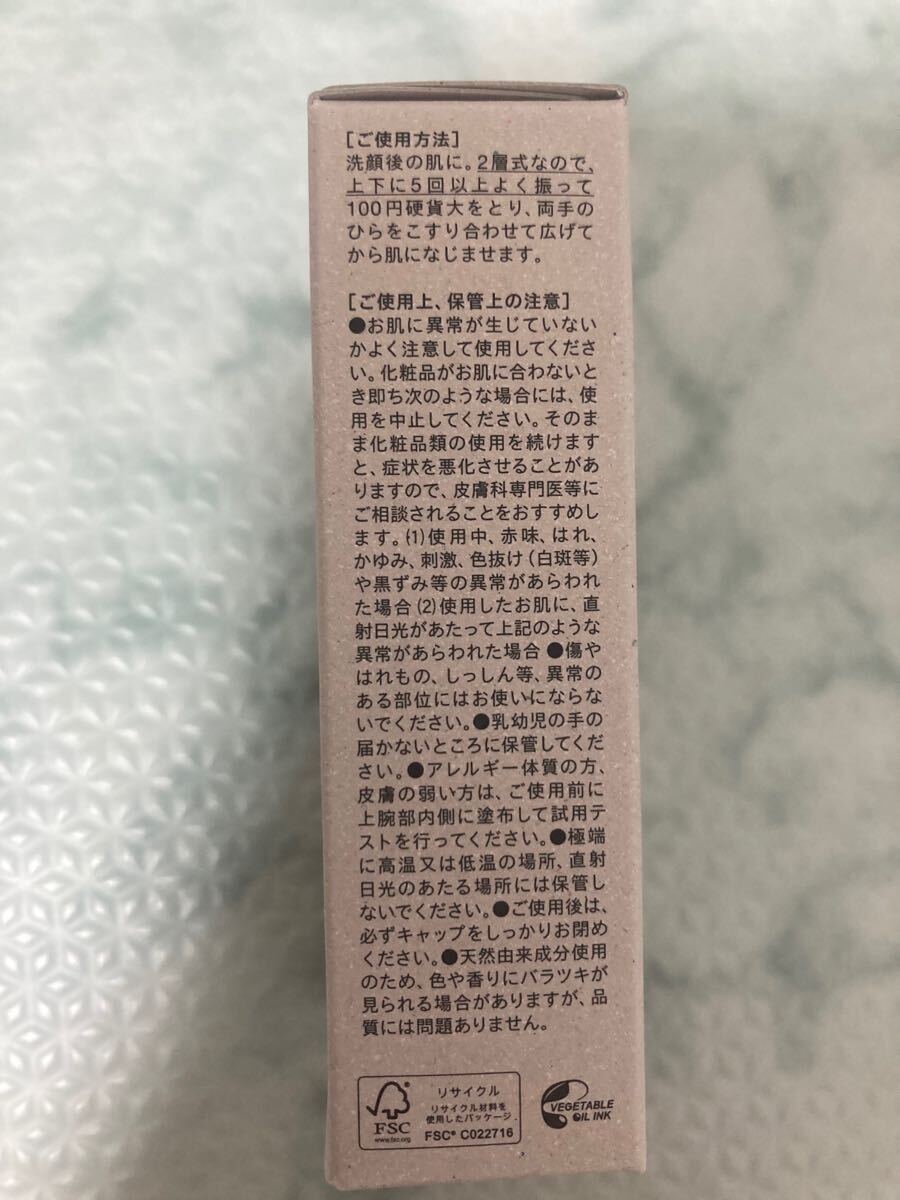 [ご使用方法]
洗顔後の肌に。2層式なので、
上下に5回以上よく振って
100円硬貨大をとり、両手の
ひらをこすり合わせて広げて
から肌になじませます。
[ご使用上、保管上の注意]
●お肌に異常が生じていない
かよく注意して使用してくださ
い。化粧品がお肌に合わないと
き即ち次のような場合には、使
用を中止してください。そのま
ま化粧品類の使用を続けます
と、症状を悪化させることがあ
りますので、皮膚科専門医等に
ご相談されることをおすすめし
ます。(1)使用中、赤味、はれ、
かゆみ、刺激、色抜け(白斑等)
や黒ずみ等の異常があらわれ
た場合(2)使用したお肌に、直
射日光があたって上記のような
異常があらわれた場合●傷や
はれもの、しっしん等、異常の
ある部位にはお使いにならな
いでください。●乳幼児の手の
届かないところに保管してくだ
さい。●アレルギー体質の方、
皮膚の弱い方は、ご使用前に
上腕部内側に塗布して試用テ
ストを行ってください。●極端
に高温又は低温の場所、直射
日光のあたる場所には保管し
ないでください。●ご使用後は、
必ずキャップをしっかりお閉め
ください。●天然由来成分使用
のため、色や香りにバラツキが
見られる場合がありますが、品
質には問題ありません。
FSC
www.fsc.org
リサイクル
リサイクル材料を
使用したパッケージ
FSC® C022716
VEGETABLE
OIL INK